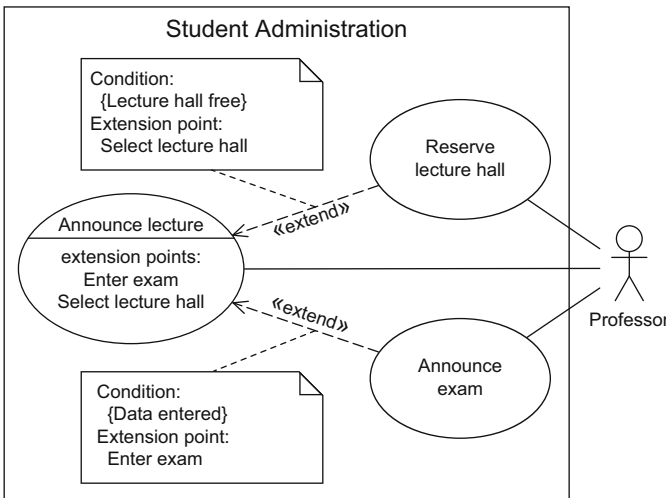 Student Administration
Condition:
{Lecture hall free}
Extension point:
Select lecture hall
Reserve
lecture hall
«extend»
Announce lecture
extension points:
Enter exam
Select lecture hall
Professor
«extend»
Announce
exam
Condition:
{Data entered}
Extension point:
Enter exam